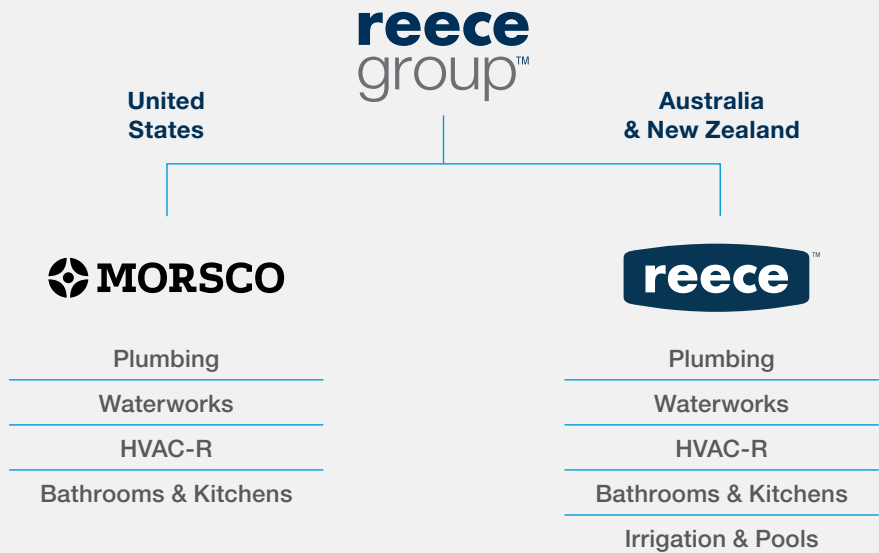 reece
group™
United
States
Australia
& New Zealand
MORSCO
reece™
Plumbing
Waterworks
HVAC-R
Bathrooms & Kitchens
Plumbing
Waterworks
HVAC-R
Bathrooms & Kitchens
Irrigation & Pools